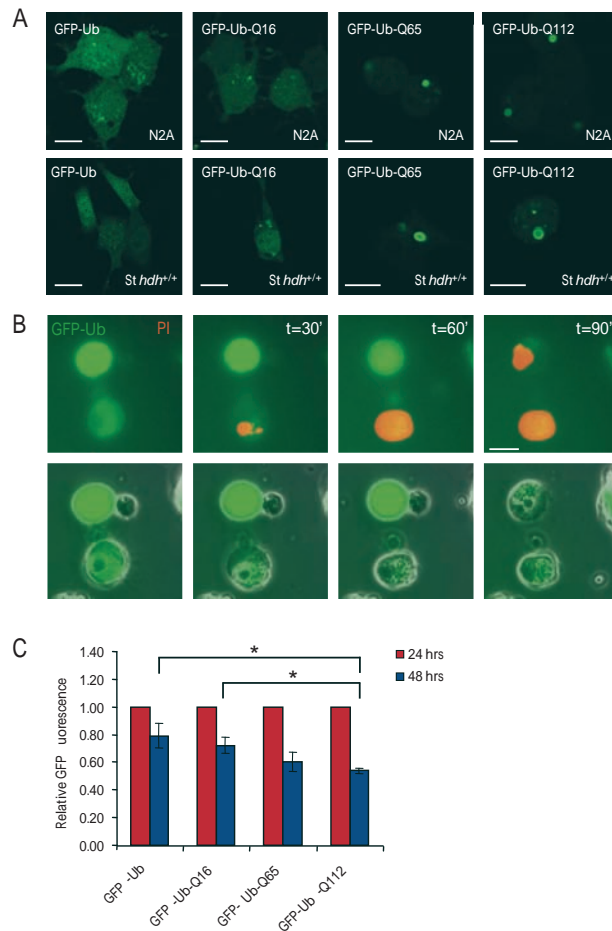 A
GFP-Ub GFP-Ub-Q16 GFP-Ub-Q65 GFP-Ub-Q112
N2A N2A N2A N2A
GFP-Ub GFP-Ub-Q16 GFP-Ub-Q65 GFP-Ub-Q112
St hdh+/+ St hdh+/+ St hdh+/+ St hdh+/+
B
GFP-Ub PI t=30' t=60' t=90'
C
1.40
1.20
1.00
0.80
0.60
0.40
0.20
0.00
Relative GFP uorescence
* *
24 hrs
48 hrs
GFP -Ub
GFP -Ub-Q16
GFP- Ub-Q65
GFP-Ub -Q112